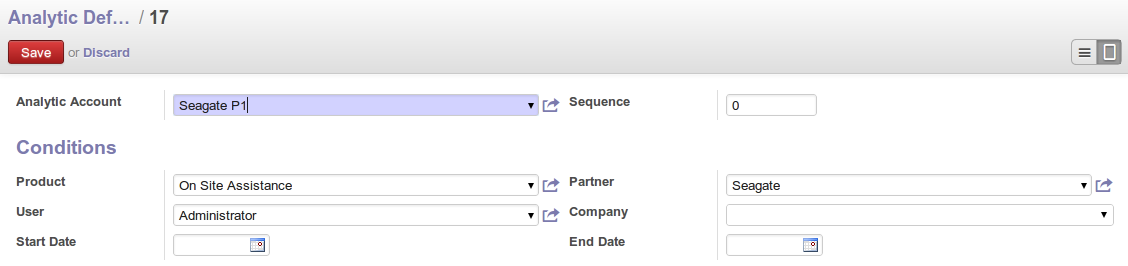 Analytic Def... / 17
Save or Discard
Analytic Account Seagate P1 Sequence 0
Conditions
Product On Site Assistance Partner Seagate
User Administrator Company
Start Date End Date